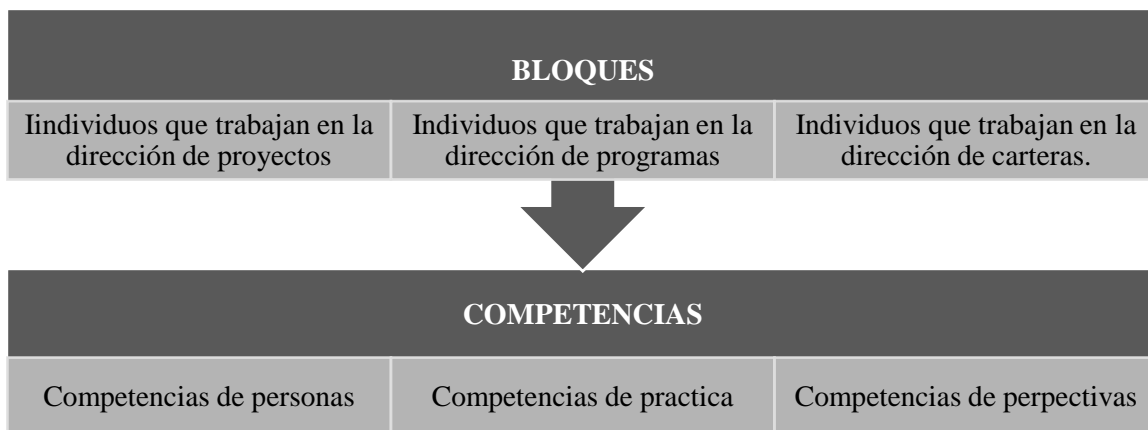 BLOQUES
Iindividuos que trabajan en la
dirección de proyectos
Individuos que trabajan en la
dirección de programas
Individuos que trabajan en la
dirección de carteras.
COMPETENCIAS
Competencias de personas
Competencias de practica
Competencias de perpectivas